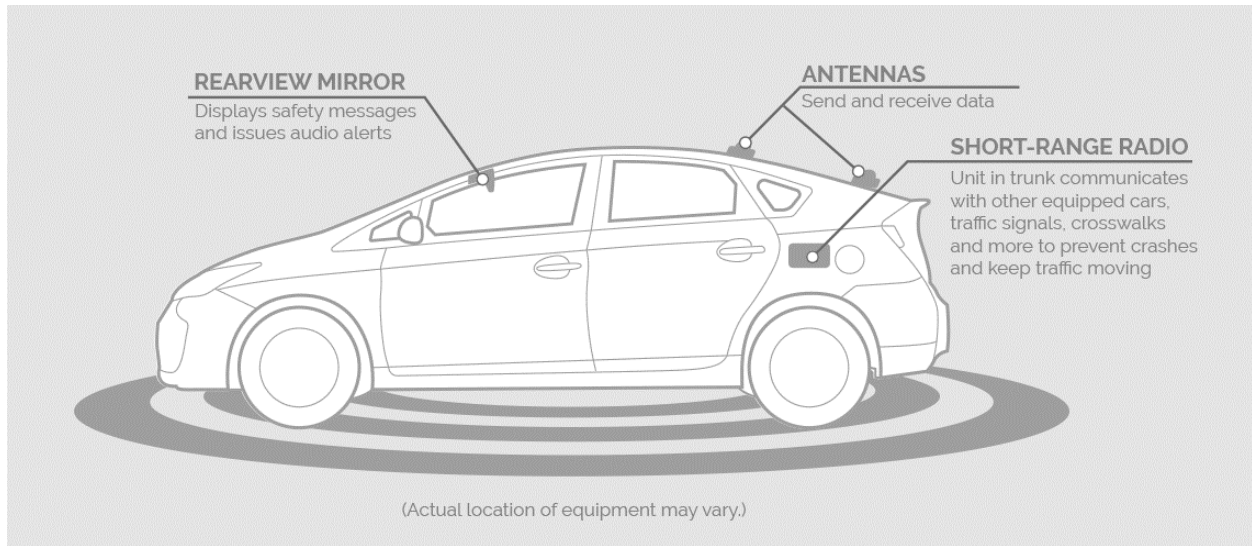 REARVIEW MIRROR
Displays safety messages
and issues audio alerts
ANTENNAS
Send and receive data
SHORT-RANGE RADIO
Unit in trunk communicates
with other equipped cars,
traffic signals, crosswalks
and more to prevent crashes
and keep traffic moving
(Actual location of equipment may vary.)